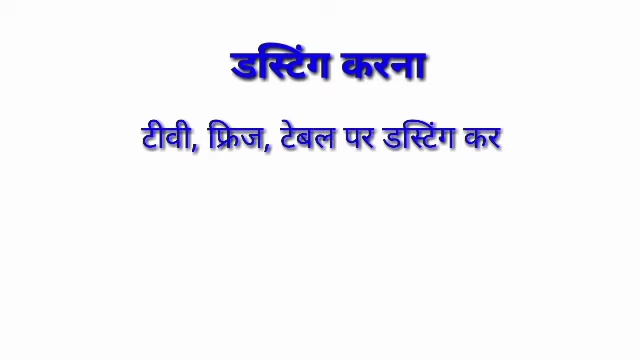 डस्टिंग करना
टीवी, फ्रिज, टेबल पर डस्टिंग कर